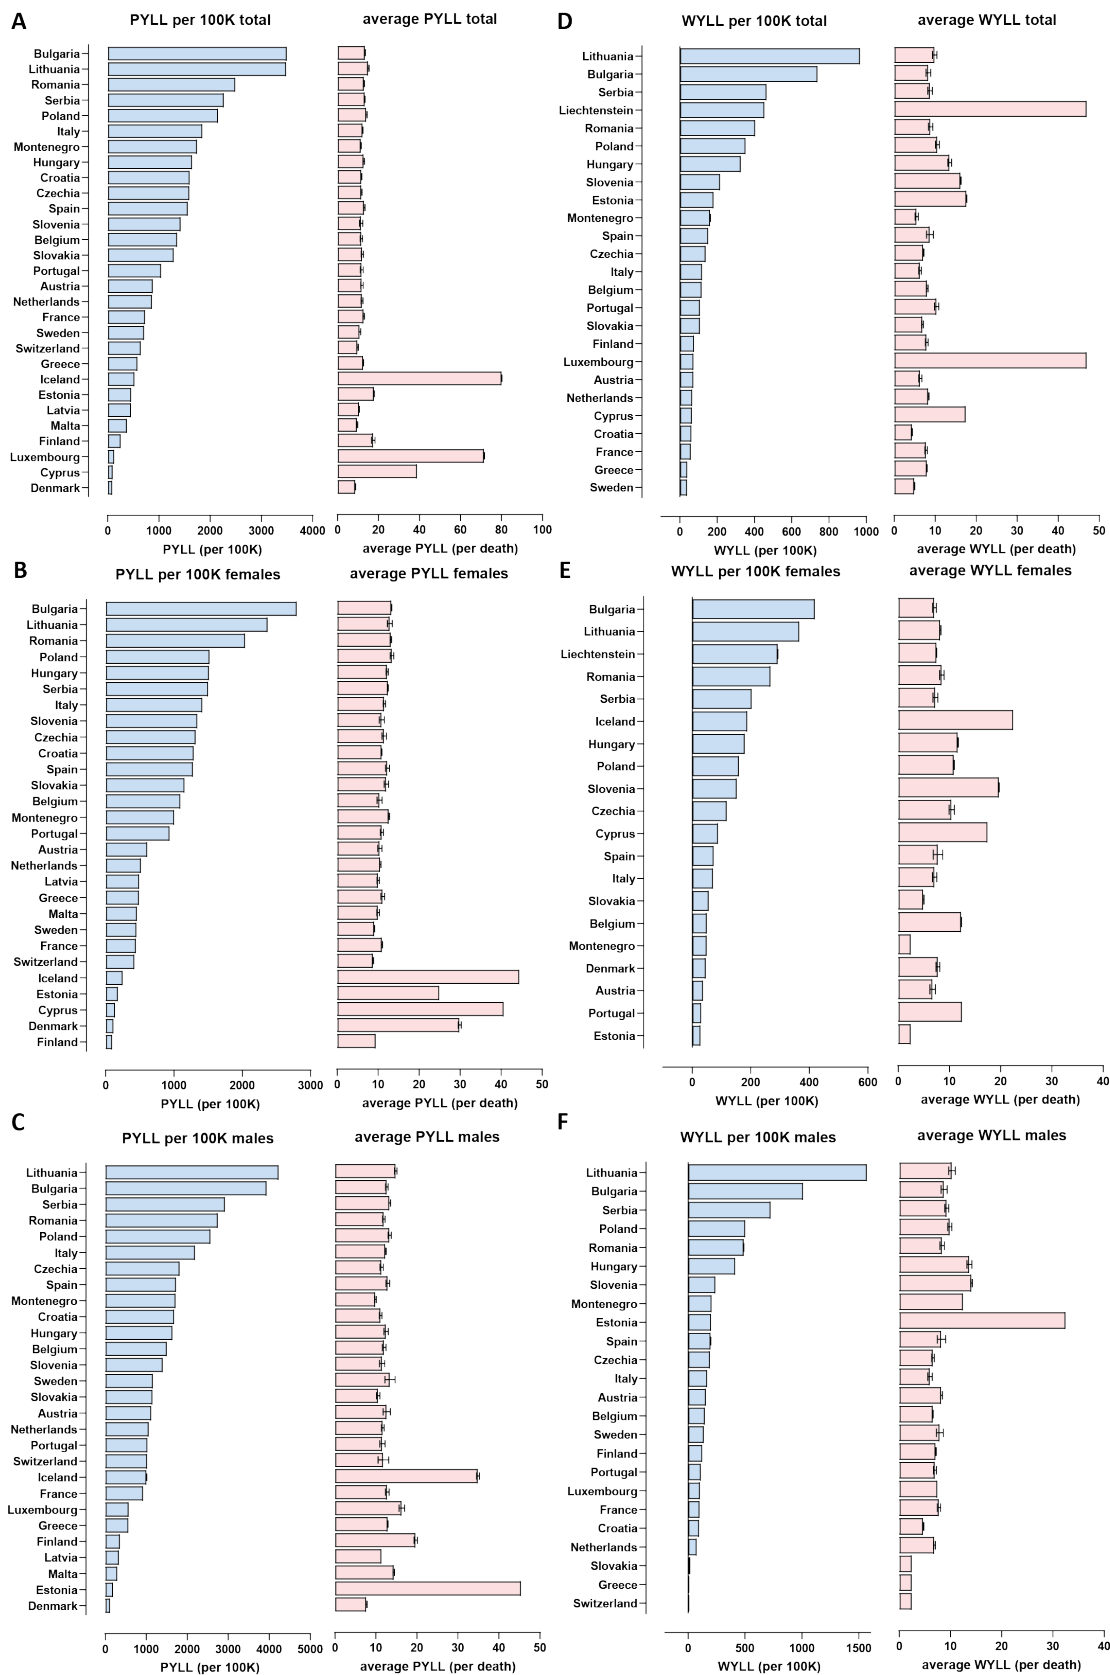 A
PYLL per 100K total
average PYLL total
Bulgaria
Lithuania
Romania
Serbia
Poland
Italy
Montenegro
Hungary
Croatia
Czechia
Spain
Slovenia
Belgium
Slovakia
Portugal
Austria
Netherlands
France
Sweden
Switzerland
Greece
Iceland
Estonia
Latvia
Malta
Finland
Luxembourg
Cyprus
Denmark
0 1000 2000 3000 4000
PYLL (per 100K)
0 20 40 60 80 100
average PYLL (per death)
D
WYLL per 100K total
average WYLL total
Lithuania
Bulgaria
Serbia
Liechtenstein
Romania
Poland
Hungary
Slovenia
Estonia
Montenegro
Spain
Czechia
Italy
Belgium
Portugal
Slovakia
Finland
Luxembourg
Austria
Netherlands
Cyprus
Croatia
France
Greece
Sweden
0 200 400 600 800 1000
WYLL (per 100K)
0 10 20 30 40 50
average WYLL (per death)
B
PYLL per 100K females
average PYLL females
Bulgaria
Lithuania
Romania
Poland
Hungary
Serbia
Italy
Slovenia
Czechia
Croatia
Spain
Slovakia
Belgium
Montenegro
Portugal
Austria
Netherlands
Latvia
Greece
Malta
Sweden
France
Switzerland
Iceland
Estonia
Cyprus
Denmark
Finland
0 1000 2000 3000
PYLL (per 100K)
0 10 20 30 40 50
average PYLL (per death)
E
WYLL per 100K females
average WYLL females
Bulgaria
Lithuania
Liechtenstein
Romania
Serbia
Iceland
Hungary
Poland
Slovenia
Czechia
Cyprus
Spain
Italy
Slovakia
Belgium
Montenegro
Denmark
Austria
Portugal
Estonia
0 200 400 600
WYLL (per 100K)
0 10 20 30 40
average WYLL (per death)
C
PYLL per 100K males
average PYLL males
Lithuania
Bulgaria
Serbia
Romania
Poland
Italy
Czechia
Spain
Montenegro
Croatia
Hungary
Belgium
Slovenia
Sweden
Slovakia
Austria
Netherlands
Portugal
Switzerland
Iceland
France
Luxembourg
Greece
Finland
Latvia
Malta
Estonia
Denmark
0 1000 2000 3000 4000 5000
PYLL (per 100K)
0 10 20 30 40 50
average PYLL (per death)
F
WYLL per 100K males
average WYLL males
Lithuania
Bulgaria
Serbia
Poland
Romania
Hungary
Slovenia
Montenegro
Estonia
Spain
Czechia
Italy
Austria
Belgium
Sweden
Finland
Portugal
Luxembourg
France
Croatia
Netherlands
Slovakia
Greece
Switzerland
0 500 1000 1500
WYLL (per 100K)
0 10 20 30 40
average WYLL (per death)